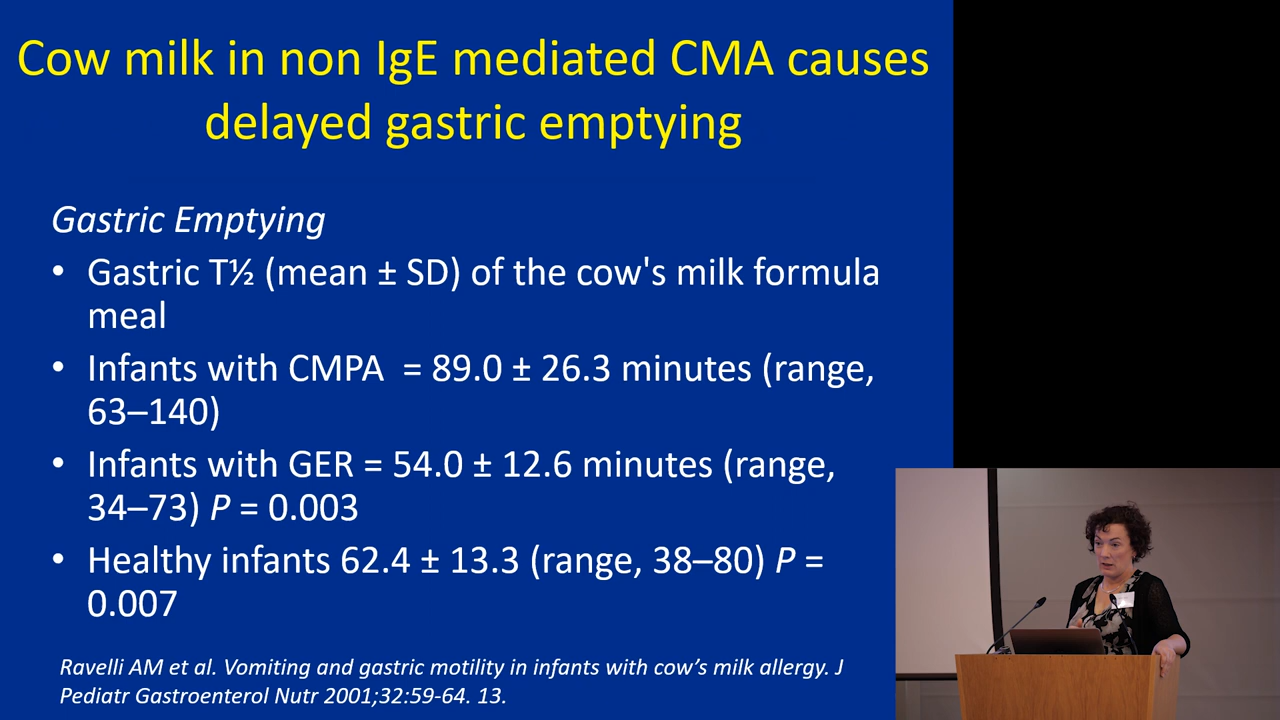 Cow milk in non IgE mediated CMA causes
delayed gastric emptying
Gastric Emptying
• Gastric T½ (mean ± SD) of the cow's milk formula
meal
• Infants with CMPA = 89.0 ± 26.3 minutes (range,
63–140)
• Infants with GER = 54.0 ± 12.6 minutes (range,
34–73) P = 0.003
• Healthy infants 62.4 ± 13.3 (range, 38–80) P =
0.007
Ravelli AM et al. Vomiting and gastric motility in infants with cow’s milk allergy. J
Pediatr Gastroenterol Nutr 2001;32:59-64. 13.